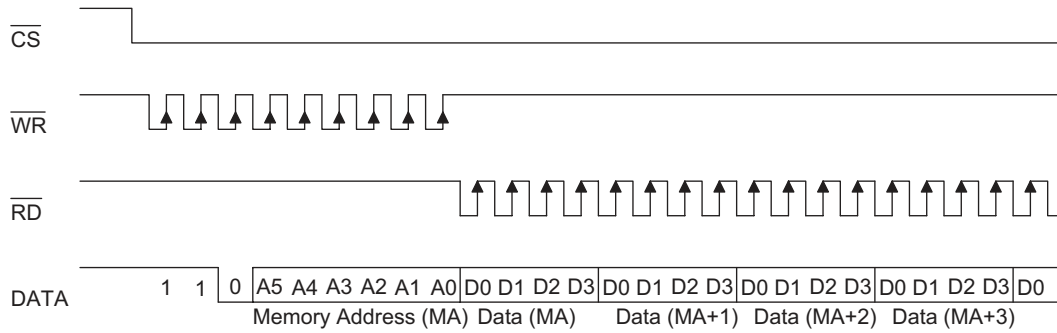 CS
WR
RD
DATA 1 1 0 A5 A4 A3 A2 A1 A0 D0 D1 D2 D3 D0 D1 D2 D3 D0 D1 D2 D3 D0 D1 D2 D3 D0
Memory Address (MA) Data (MA) Data (MA+1) Data (MA+2) Data (MA+3)